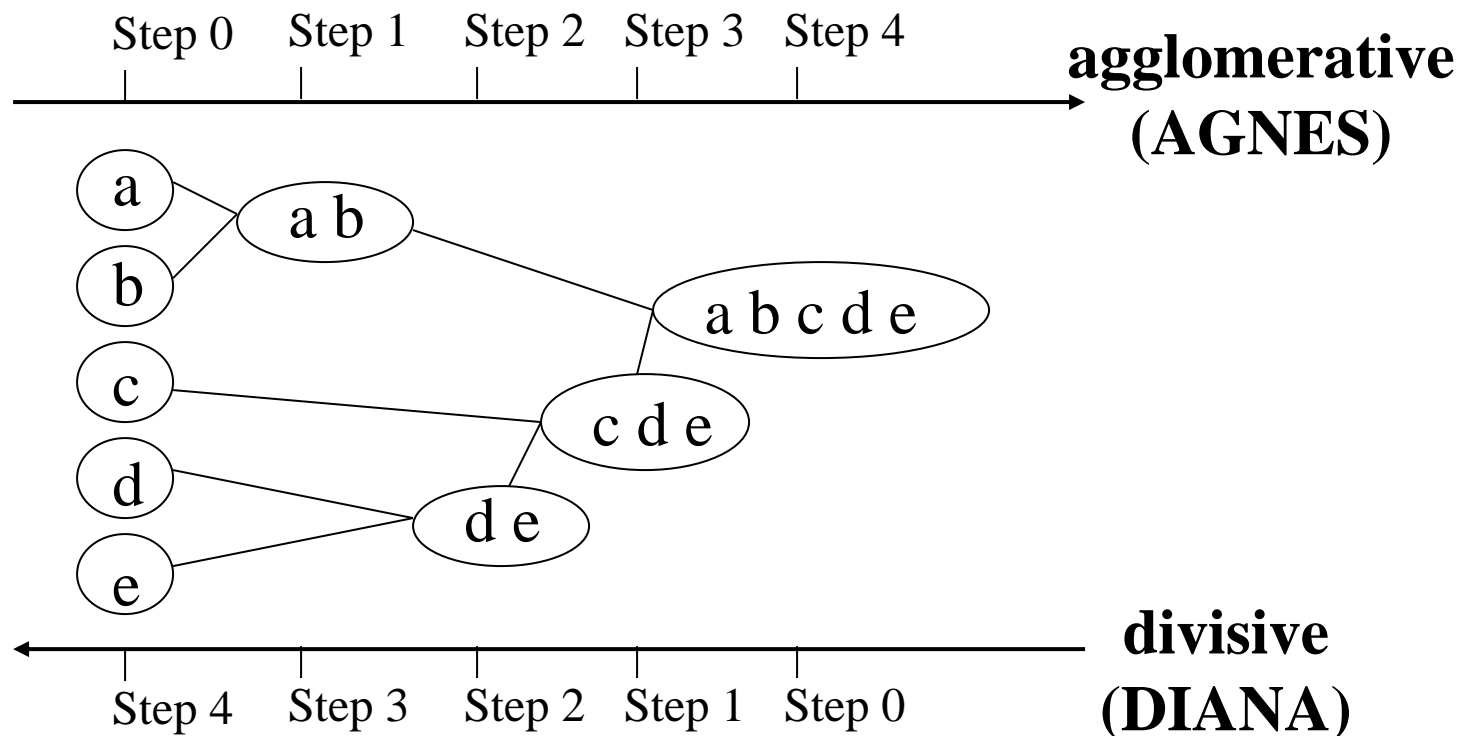 Step 0 Step 1 Step 2 Step 3 Step 4
agglomerative
(AGNES)
a
a b
b
a b c d e
c
c d e
d
d e
e
divisive
(DIANA)
Step 4 Step 3 Step 2 Step 1 Step 0